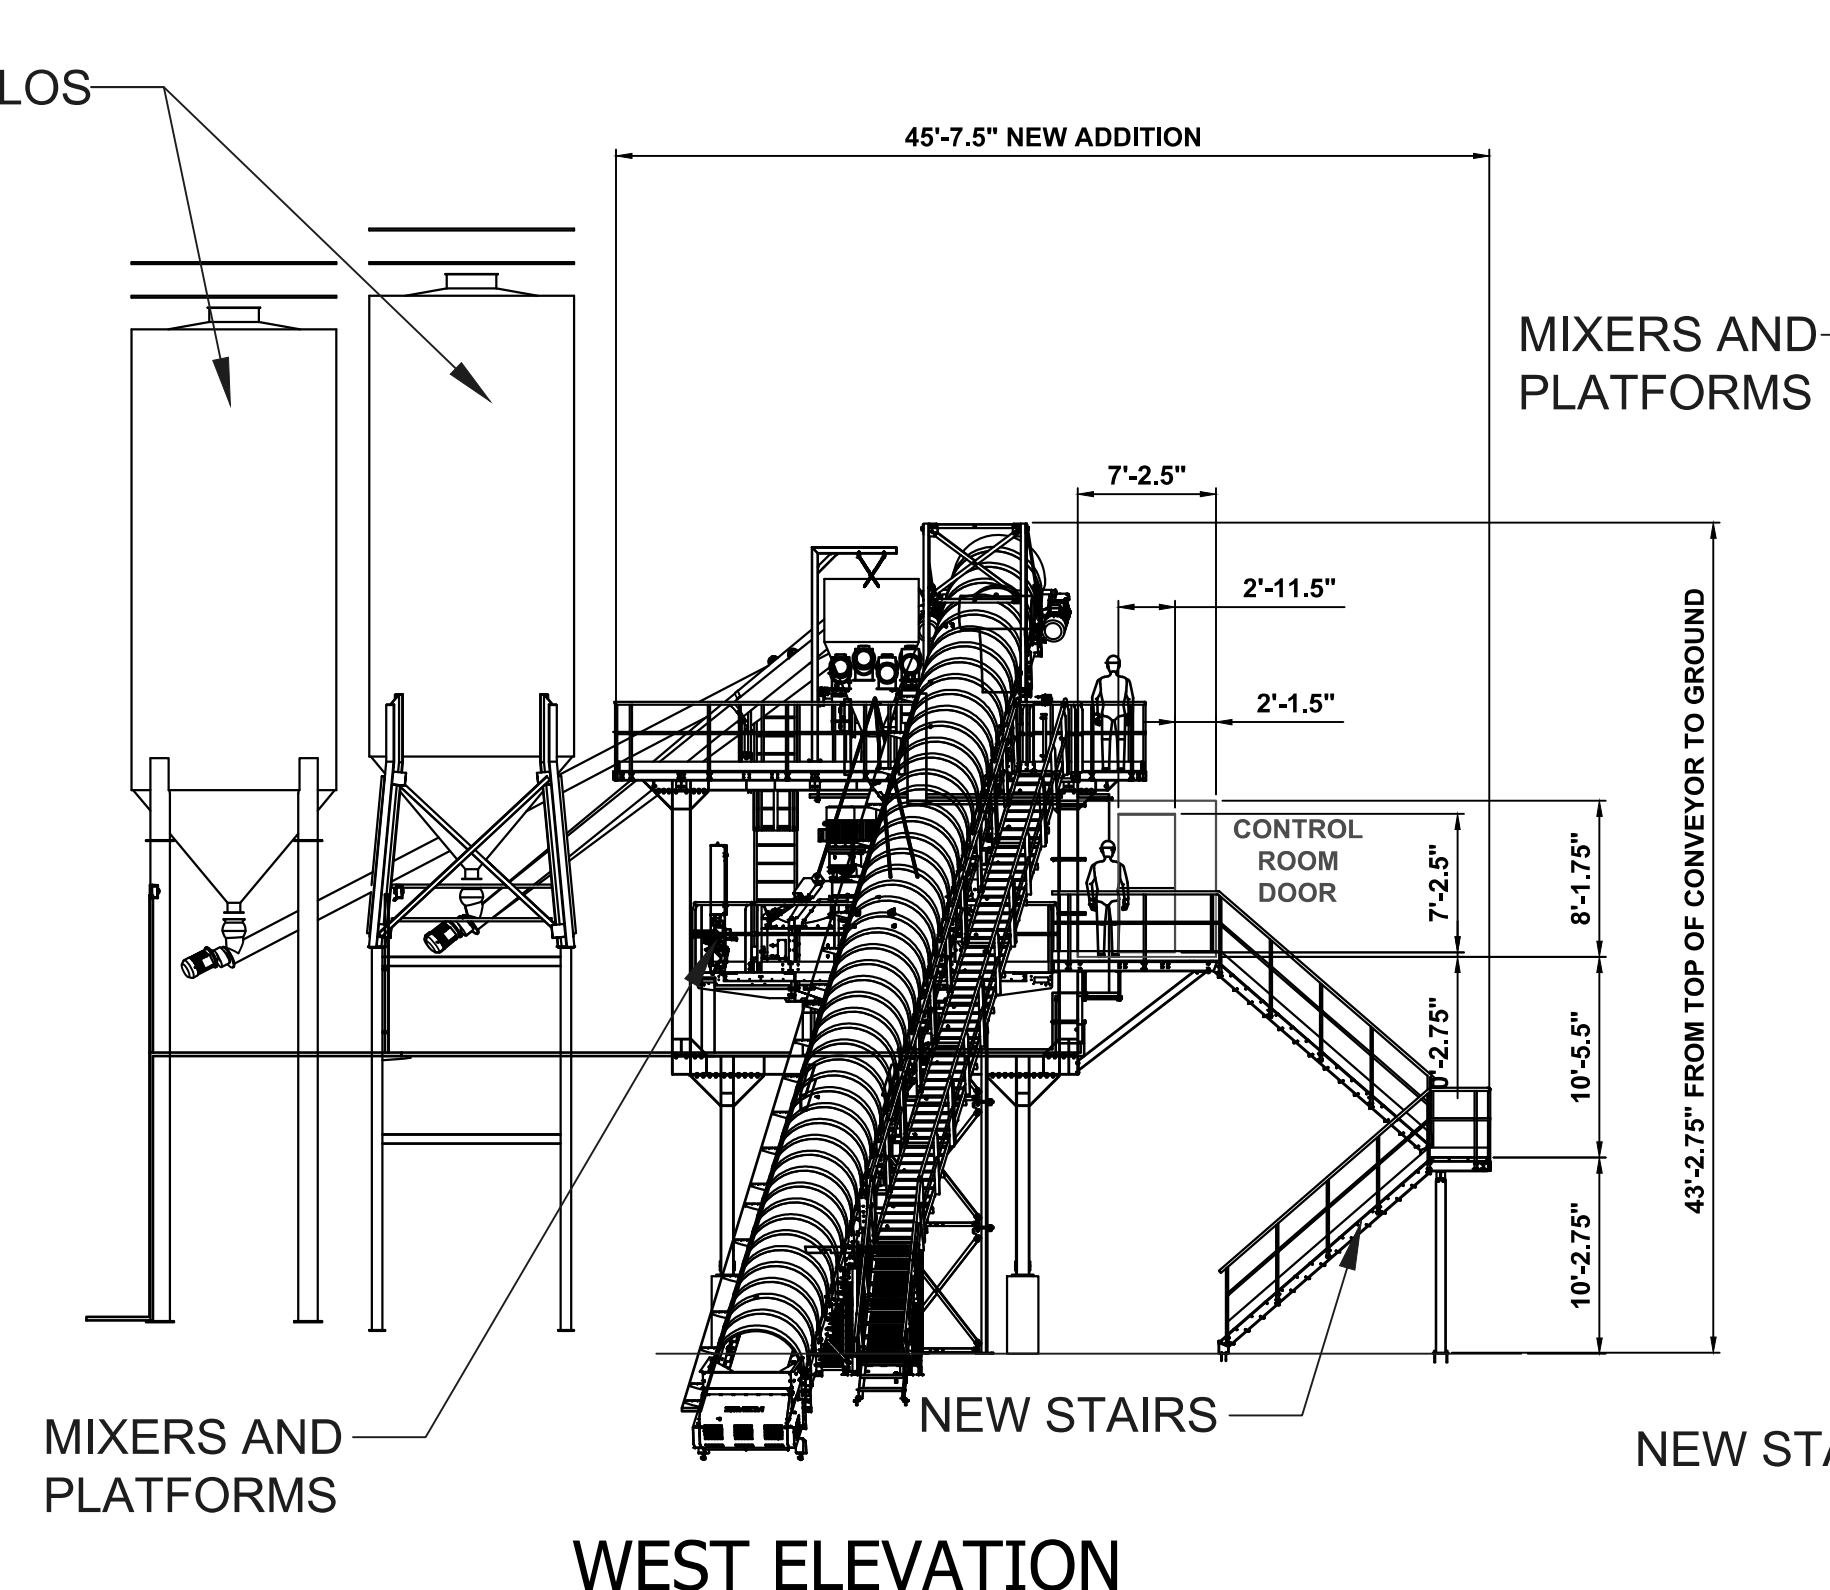 LOS
45'-7.5" NEW ADDITION
MIXERS AND
PLATFORMS
7'-2.5"
2'-11.5"
2'-1.5"
CONTROL
ROOM
DOOR
7'-2.5"
8'-1.75"
10'-5.5"
10'-2.75"
43'-2.75" FROM TOP OF CONVEYOR TO GROUND
NEW STAIRS
MIXERS AND
PLATFORMS
NEW STA
WEST ELEVATION